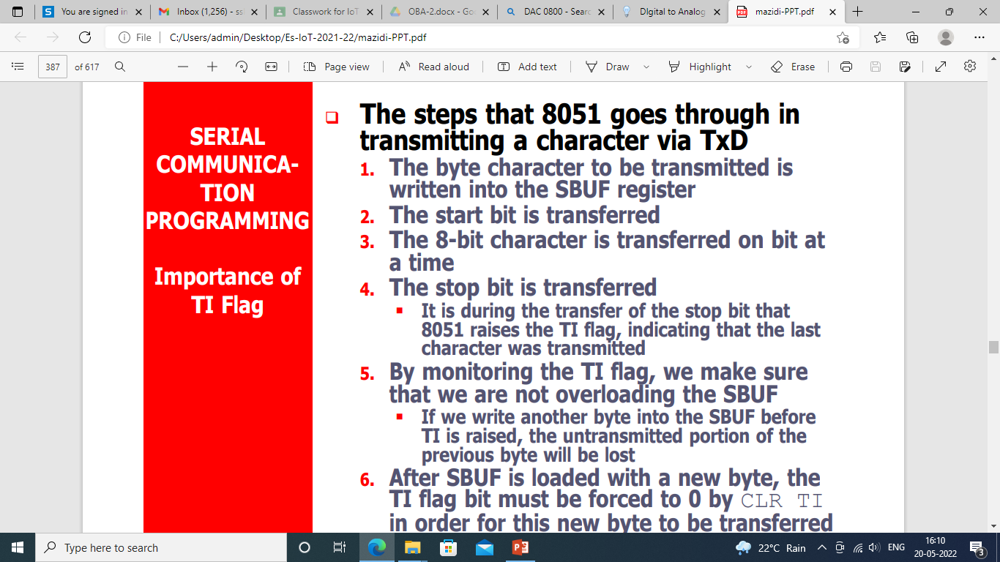 You are signed in
Inbox (1,256) - ss
Classwork for IoT
OBA-2.docx - Go
DAC 0800 - Searc
DIgital to Analog
mazidi-PPT.pdf
File
C:/Users/admin/Desktop/Es-IoT-2021-22/mazidi-PPT.pdf
387 of 617
Page view
Read aloud
Add text
Draw
Highlight
Erase
SERIAL
COMMUNICA-
TION
PROGRAMMING
Importance of
TI Flag
The steps that 8051 goes through in
transmitting a character via TxD
1. The byte character to be transmitted is
written into the SBUF register
2. The start bit is transferred
3. The 8-bit character is transferred on bit at
a time
4. The stop bit is transferred
It is during the transfer of the stop bit that
8051 raises the TI flag, indicating that the last
character was transmitted
5. By monitoring the TI flag, we make sure
that we are not overloading the SBUF
If we write another byte into the SBUF before
TI is raised, the untransmitted portion of the
previous byte will be lost
6. After SBUF is loaded with a new byte, the
TI flag bit must be forced to 0 by CLR TI
in order for this new byte to be transferred
Type here to search
22°C Rain
ENG
16:10
20-05-2022
3